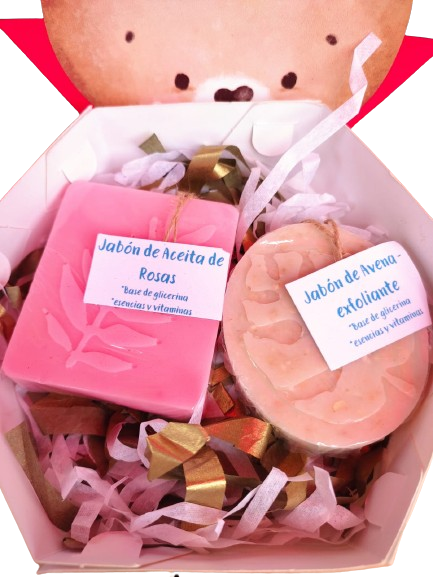 Jabón de Aceita de
Rosas
*Base de glicerina
*esencias y vitaminas
Jabón de Avena-
exfoliante
*Base de glicerina
*esencias y vitaminas